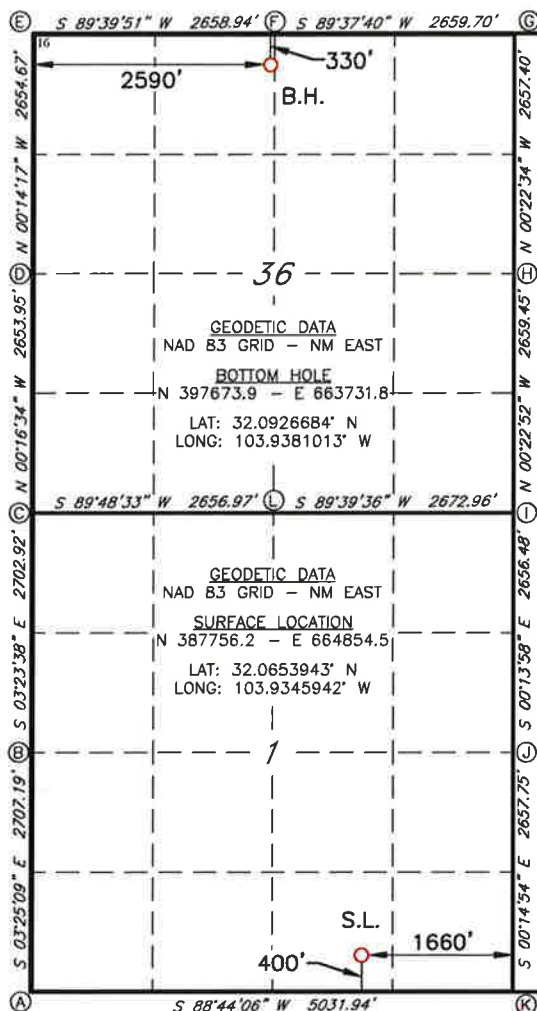 Ⓔ S 89°39'51" W 2658.94' Ⓕ S 89°37'40" W 2659.70' Ⓖ
16
2590'
330'
B.H.
N 00°14'17" W 2654.67'
N 00°22'34" W 2657.40'
Ⓓ
36
Ⓗ
GEODETIC DATA
NAD 83 GRID – NM EAST
BOTTOM HOLE
N 397673.9 – E 663731.8
LAT: 32.0926684° N
LONG: 103.9381013° W
N 00°16'34" W 2653.95'
N 00°22'52" W 2659.45'
Ⓒ S 89°48'33" W 2656.97' Ⓛ S 89°39'36" W 2672.96' Ⓘ
GEODETIC DATA
NAD 83 GRID – NM EAST
SURFACE LOCATION
N 387756.2 – E 664854.5
LAT: 32.0653943° N
LONG: 103.9345942° W
S 03°23'38" E 2702.92'
S 00°13'58" E 2656.48'
Ⓑ
1
Ⓙ
S 03°25'09" E 2707.19'
S 00°14'54" E 2657.75'
S.L.
1660'
400'
Ⓐ S 88°44'06" W 5031.94' Ⓚ